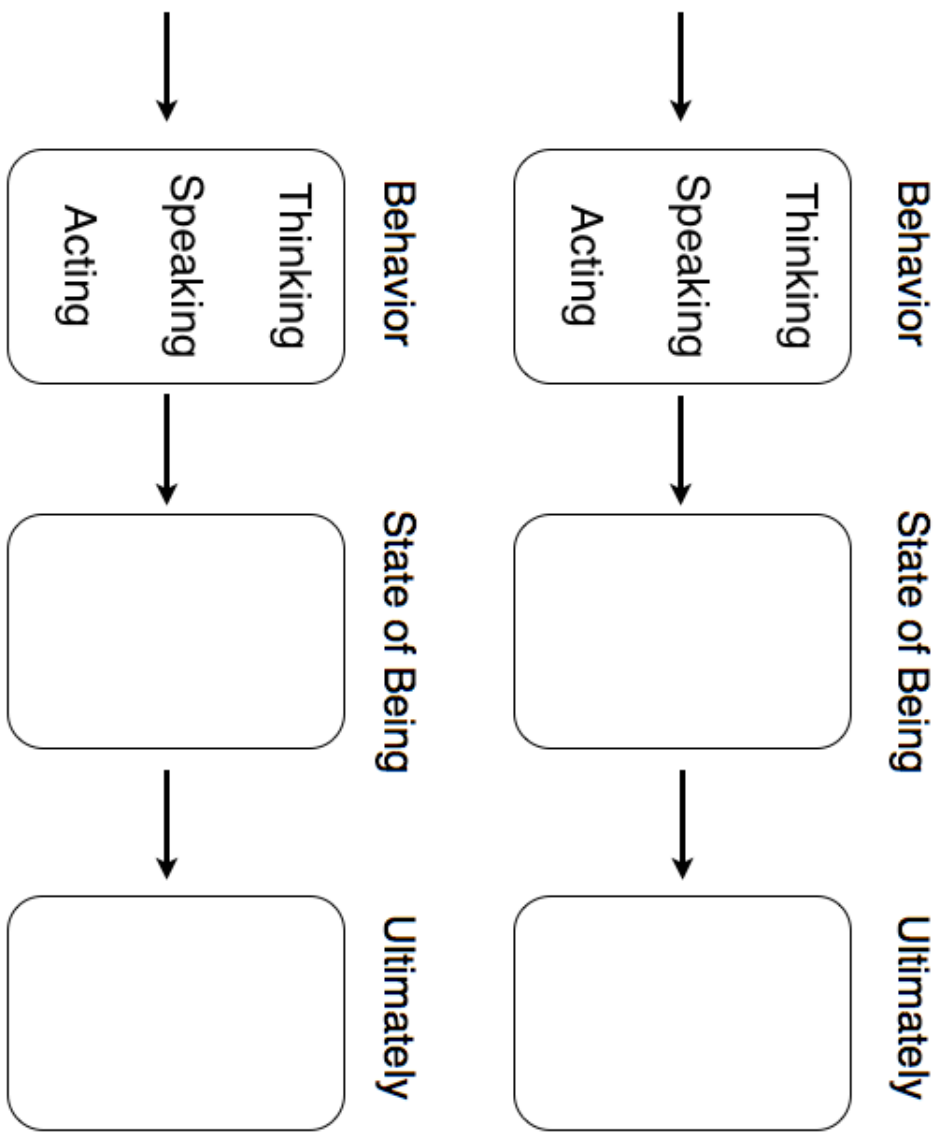 Behavior
State of Being
Ultimately
Thinking
Speaking
Acting
Behavior
State of Being
Ultimately
Thinking
Speaking
Acting